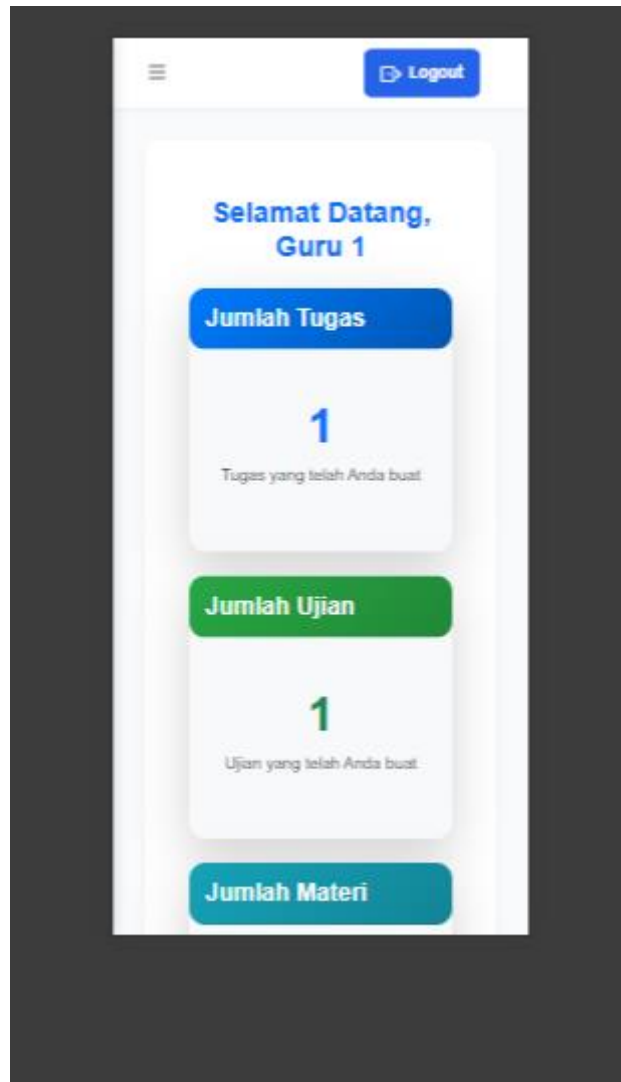 Logout
Selamat Datang,
Guru 1
Jumlah Tugas
1
Tugas yang telah Anda buat
Jumlah Ujian
1
Ujian yang telah Anda buat
Jumlah Materi